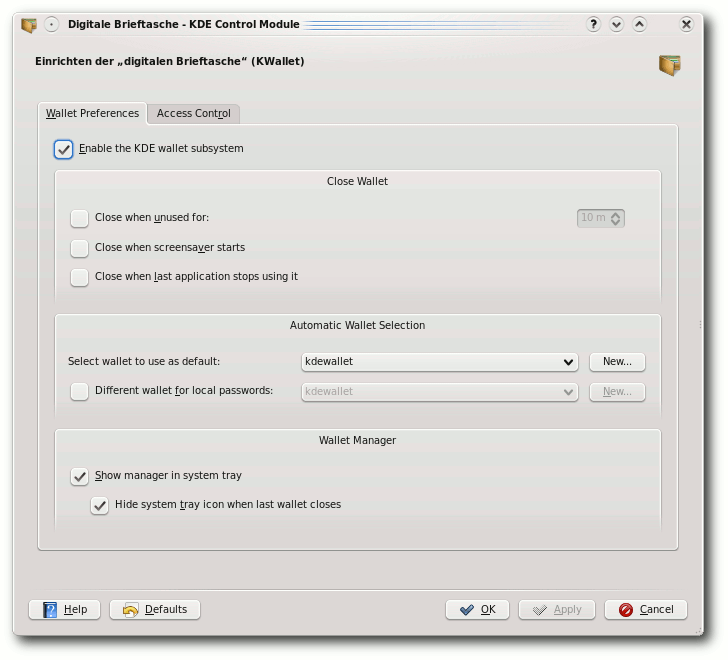 Digitale Brieftasche - KDE Control Module
Einrichten der „digitalen Brieftasche“ (KWallet)
Wallet Preferences Access Control
Enable the KDE wallet subsystem
Close Wallet
Close when unused for: 10 m
Close when screensaver starts
Close when last application stops using it
Automatic Wallet Selection
Select wallet to use as default: kdewallet New...
Different wallet for local passwords: kdewallet New...
Wallet Manager
Show manager in system tray
Hide system tray icon when last wallet closes
Help Defaults OK Apply Cancel